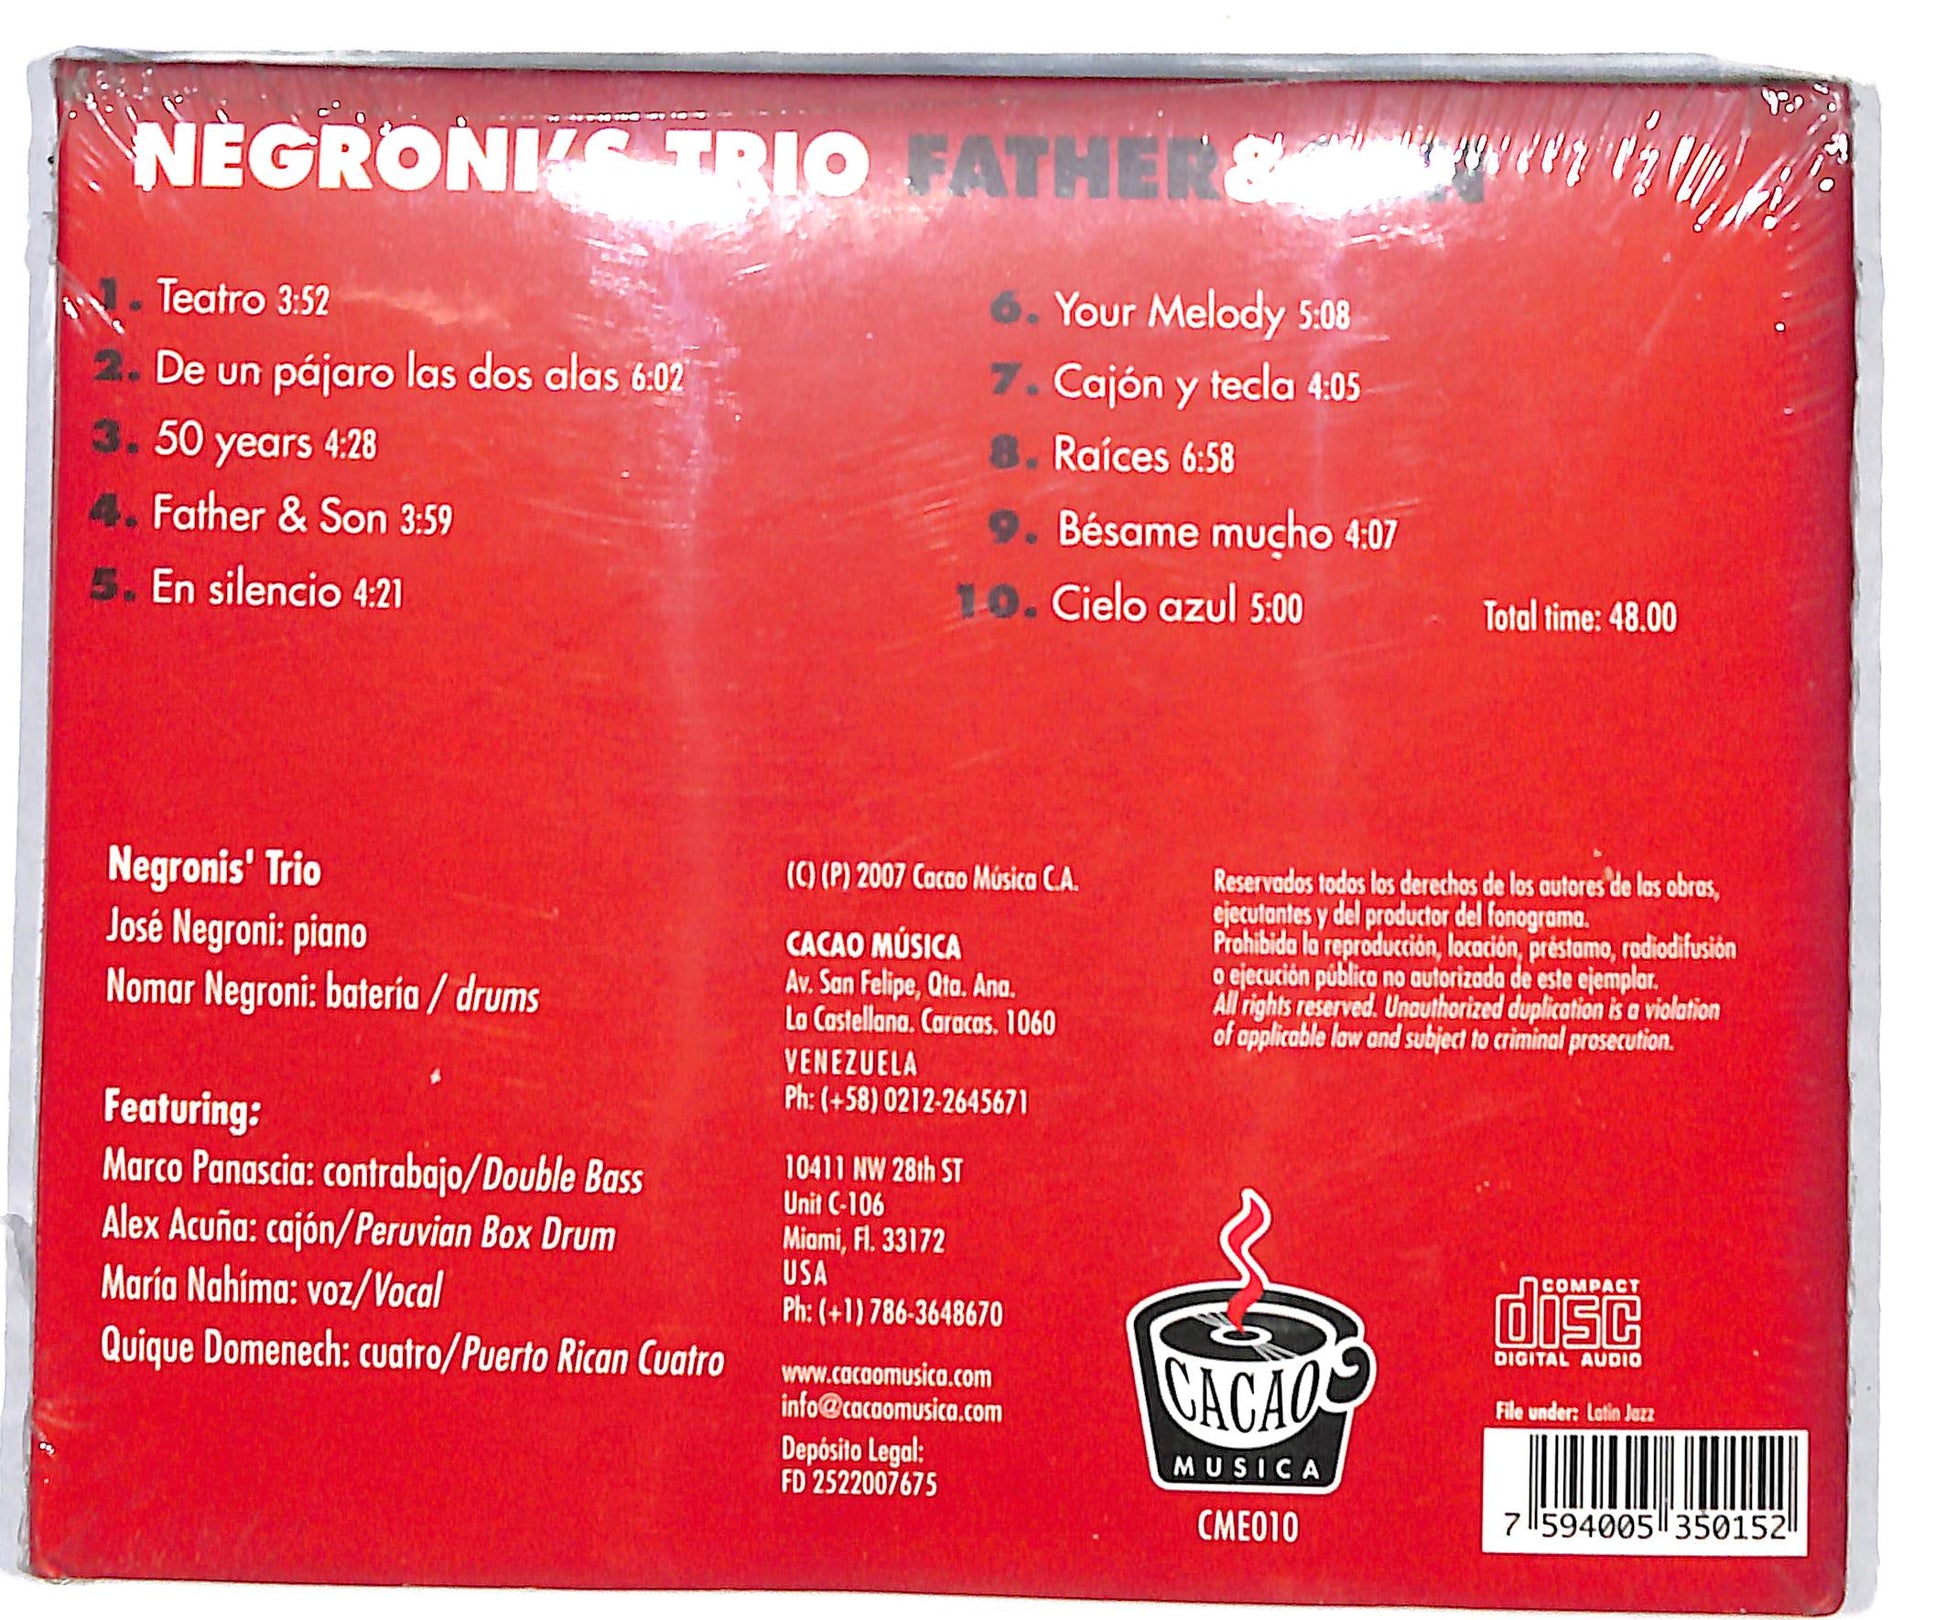 NEGRONI'S TRIO FATHER &
1. Teatro 3:52
2. De un pájaro las dos alas 6:02
3. 50 years 4:28
4. Father & Son 3:59
5. En silencio 4:21
6. Your Melody 5:08
7. Cajón y tecla 4:05
8. Raíces 6:58
9. Bésame mucho 4:07
10. Cielo azul 5:00
Total time: 48.00
Negronis' Trio
José Negroni: piano
Nomar Negroni: batería / drums
Featuring:
Marco Panascia: contrabajo/Double Bass
Alex Acuña: cajón/Peruvian Box Drum
María Nahíma: voz/Vocal
Quique Domenech: cuatro/Puerto Rican Cuatro
(C) (P) 2007 Cacao Música C.A.
CACAO MÚSICA
Av. San Felipe, Qta. Ana.
La Castellana. Caracas. 1060
VENEZUELA
Ph: (+58) 0212-2645671
10411 NW 28th ST
Unit C-106
Miami, Fl. 33172
USA
Ph: (+1) 786-3648670
www.cacaomusica.com
info@cacaomusica.com
Depósito Legal:
FD 2522007675
Reservados todos los derechos de los autores de las obras,
ejecutantes y del productor del fonograma.
Prohibida la reproducción, locación, préstamo, radiodifusión
o ejecución pública no autorizada de este ejemplar.
All rights reserved. Unauthorized duplication is a violation
of applicable law and subject to criminal prosecution.
CACAO
MUSICA
CME010
COMPACT
disc
DIGITAL AUDIO
File under: Latin Jazz
7 594005 350152